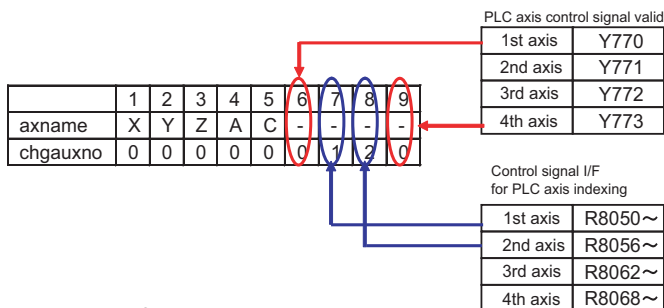 PLC axis control signal valid
1st axis Y770
2nd axis Y771
3rd axis Y772
4th axis Y773
1 2 3 4 5 6 7 8 9
axname X Y Z A C - - - -
chgauxno 0 0 0 0 0 0 1 2 0
Control signal I/F
for PLC axis indexing
1st axis R8050～
2nd axis R8056～
3rd axis R8062～
4th axis R8068～